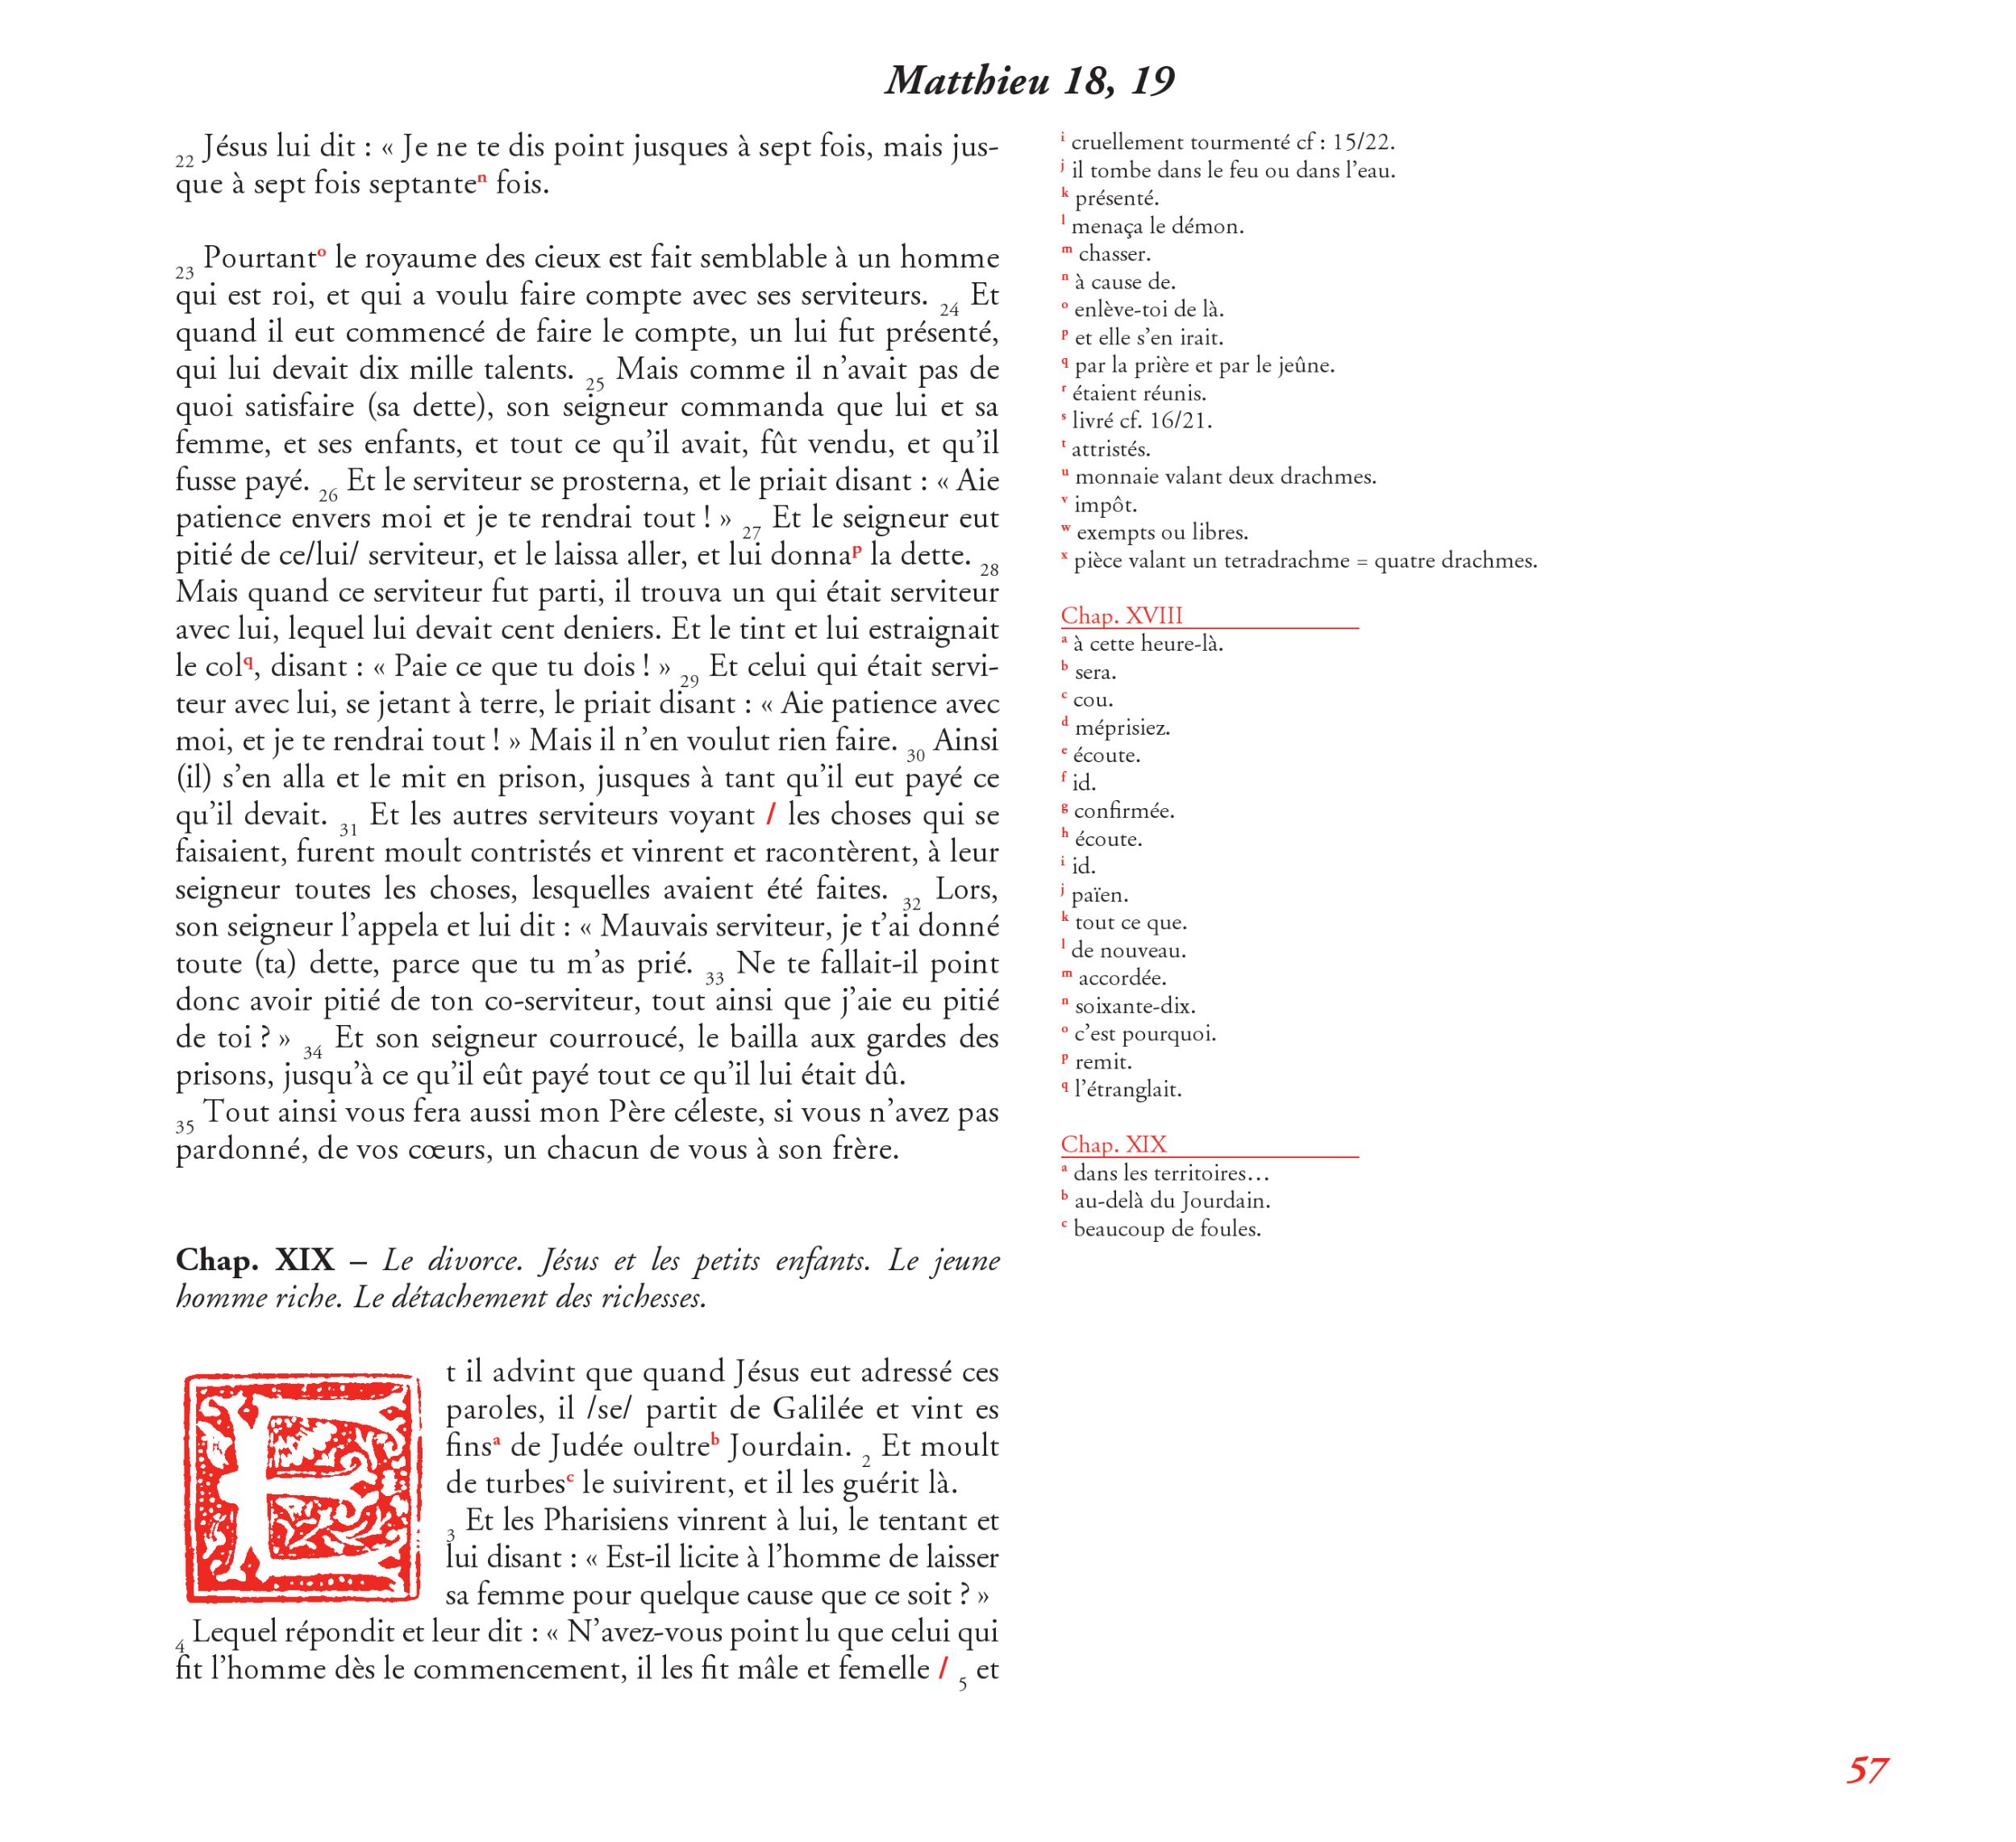 Matthieu 18, 19
22 Jésus lui dit : « Je ne te dis point jusques à sept fois, mais jus-
que à sept fois septanteⁿ fois.
23 Pourtantᵒ le royaume des cieux est fait semblable à un homme
qui est roi, et qui a voulu faire compte avec ses serviteurs. 24 Et
quand il eut commencé de faire le compte, un lui fut présenté,
qui lui devait dix mille talents. 25 Mais comme il n’avait pas de
quoi satisfaire (sa dette), son seigneur commanda que lui et sa
femme, et ses enfants, et tout ce qu’il avait, fût vendu, et qu’il
fusse payé. 26 Et le serviteur se prosterna, et le priait disant : « Aie
patience envers moi et je te rendrai tout ! » 27 Et le seigneur eut
pitié de ce/lui/ serviteur, et le laissa aller, et lui donnaᵖ la dette. 28
Mais quand ce serviteur fut parti, il trouva un qui était serviteur
avec lui, lequel lui devait cent deniers. Et le tint et lui estraignait
le col q, disant : « Paie ce que tu dois ! » 29 Et celui qui était servi-
teur avec lui, se jetant à terre, le priait disant : « Aie patience avec
moi, et je te rendrai tout ! » Mais il n’en voulut rien faire. 30 Ainsi
(il) s’en alla et le mit en prison, jusques à tant qu’il eut payé ce
qu’il devait. 31 Et les autres serviteurs voyant / les choses qui se
faisaient, furent moult contristés et vinrent et racontèrent, à leur
seigneur toutes les choses, lesquelles avaient été faites. 32 Lors,
son seigneur l’appela et lui dit : « Mauvais serviteur, je t’ai donné
toute (ta) dette, parce que tu m’as prié. 33 Ne te fallait-il point
donc avoir pitié de ton co-serviteur, tout ainsi que j’aie eu pitié
de toi ? » 34 Et son seigneur courroucé, le bailla aux gardes des
prisons, jusqu’à ce qu’il eût payé tout ce qu’il lui était dû.
35 Tout ainsi vous fera aussi mon Père céleste, si vous n’avez pas
pardonné, de vos cœurs, un chacun de vous à son frère.
Chap. XIX – Le divorce. Jésus et les petits enfants. Le jeune
homme riche. Le détachement des richesses.
E
t il advint que quand Jésus eut adressé ces
paroles, il /se/ partit de Galilée et vint es
finsᵃ de Judée oultreᵇ Jourdain. 2 Et moult
de turbesᶜ le suivirent, et il les guérit là.
3 Et les Pharisiens vinrent à lui, le tentant et
lui disant : « Est-il licite à l’homme de laisser
sa femme pour quelque cause que ce soit ? »
4 Lequel répondit et leur dit : « N’avez-vous point lu que celui qui
fit l’homme dès le commencement, il les fit mâle et femelle / 5 et
i cruellement tourmenté cf : 15/22.
j il tombe dans le feu ou dans l’eau.
k présenté.
l menaça le démon.
m chasser.
n à cause de.
o enlève-toi de là.
p et elle s’en irait.
q par la prière et par le jeûne.
r étaient réunis.
s livré cf. 16/21.
t attristés.
u monnaie valant deux drachmes.
v impôt.
w exempts ou libres.
x pièce valant un tetradrachme = quatre drachmes.
Chap. XVIII
a à cette heure-là.
b sera.
c cou.
d méprisiez.
e écoute.
f id.
g confirmée.
h écoute.
i id.
j païen.
k tout ce que.
l de nouveau.
m accordée.
n soixante-dix.
o c’est pourquoi.
p remit.
q l’étranglait.
Chap. XIX
a dans les territoires…
b au-delà du Jourdain.
c beaucoup de foules.
57